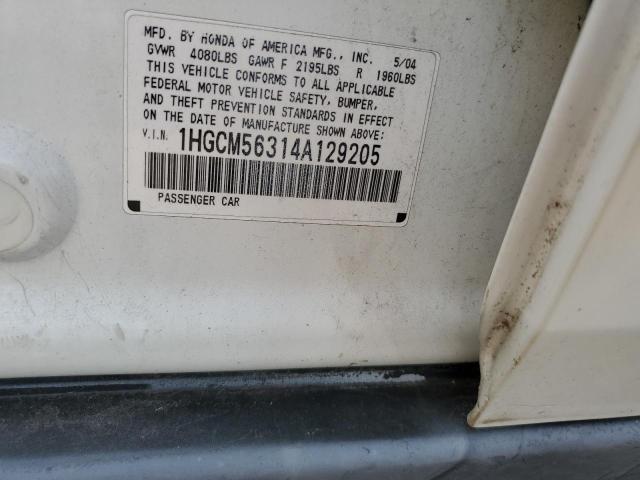 MFD. BY HONDA OF AMERICA MFG., INC. 5/04
GVWR 4080LBS GAWR F 2195LBS R 1960LBS
THIS VEHICLE CONFORMS TO ALL APPLICABLE
FEDERAL MOTOR VEHICLE SAFETY, BUMPER,
AND THEFT PREVENTION STANDARDS IN EFFECT
ON THE DATE OF MANUFACTURE SHOWN ABOVE:
V.I.N. 1HGCM56314A129205
PASSENGER CAR